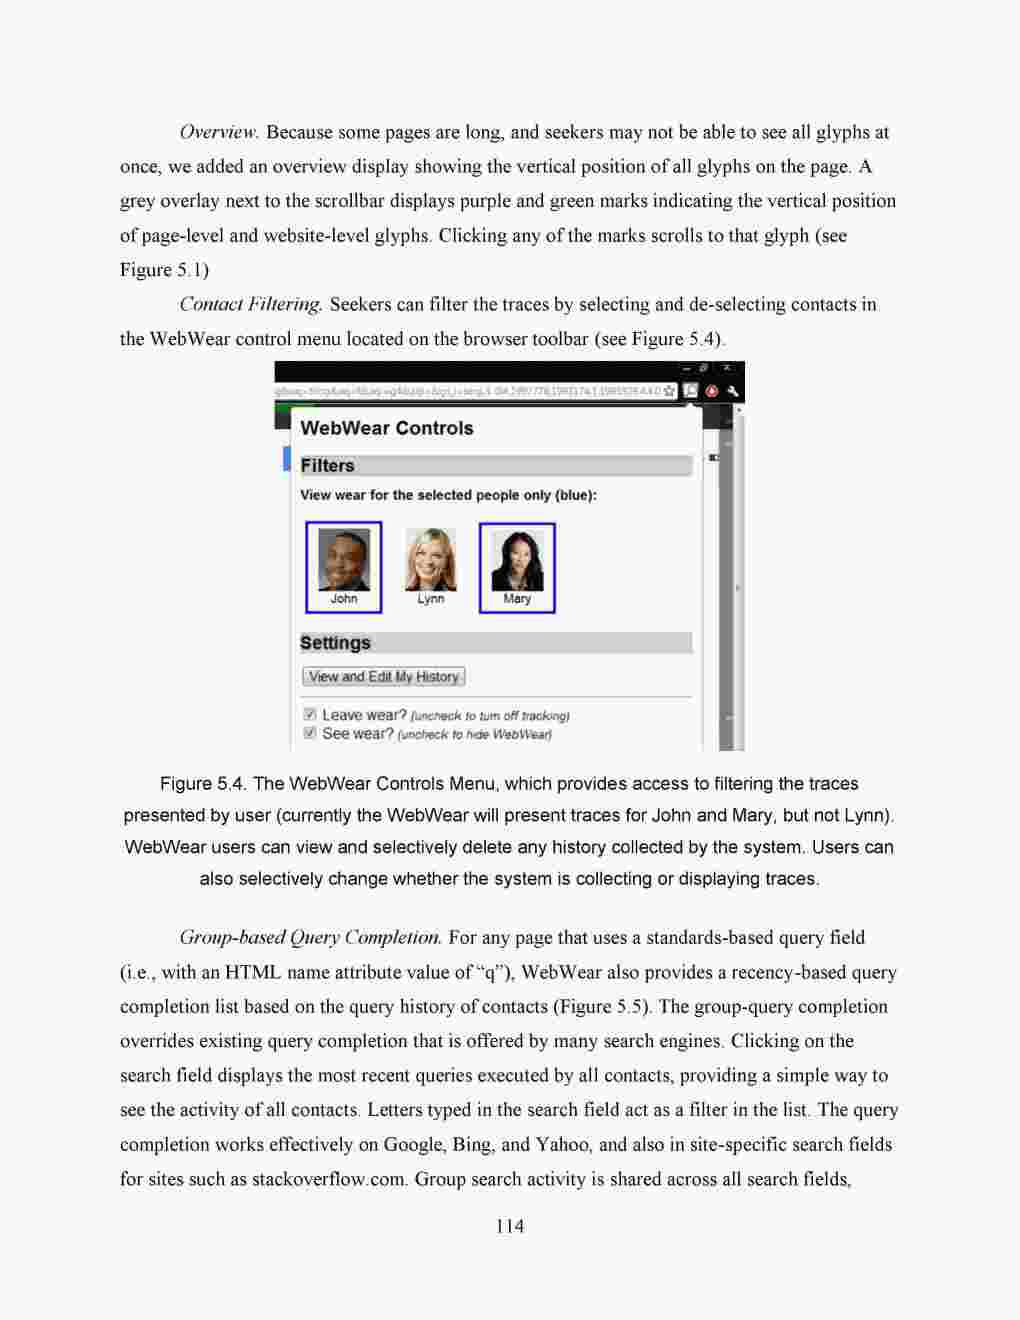 Overview. Because some pages are long, and seekers may not be able to see all glyphs at
once, we added an overview display showing the vertical position of all glyphs on the page. A
grey overlay next to the scrollbar displays purple and green marks indicating the vertical position
of page-level and website-level glyphs. Clicking any of the marks scrolls to that glyph (see
Figure 5.1)
Contact Filtering. Seekers can filter the traces by selecting and de-selecting contacts in
the WebWear control menu located on the browser toolbar (see Figure 5.4).
WebWear Controls
Filters
View wear for the selected people only (blue):
John Lynn Mary
Settings
View and Edit My History
Leave wear? (uncheck to turn off tracking)
See wear? (uncheck to hide WebWear)
Figure 5.4. The WebWear Controls Menu, which provides access to filtering the traces
presented by user (currently the WebWear will present traces for John and Mary, but not Lynn).
WebWear users can view and selectively delete any history collected by the system. Users can
also selectively change whether the system is collecting or displaying traces.
Group-based Query Completion. For any page that uses a standards-based query field
(i.e., with an HTML name attribute value of “q”), WebWear also provides a recency-based query
completion list based on the query history of contacts (Figure 5.5). The group-query completion
overrides existing query completion that is offered by many search engines. Clicking on the
search field displays the most recent queries executed by all contacts, providing a simple way to
see the activity of all contacts. Letters typed in the search field act as a filter in the list. The query
completion works effectively on Google, Bing, and Yahoo, and also in site-specific search fields
for sites such as stackoverflow.com. Group search activity is shared across all search fields,
114